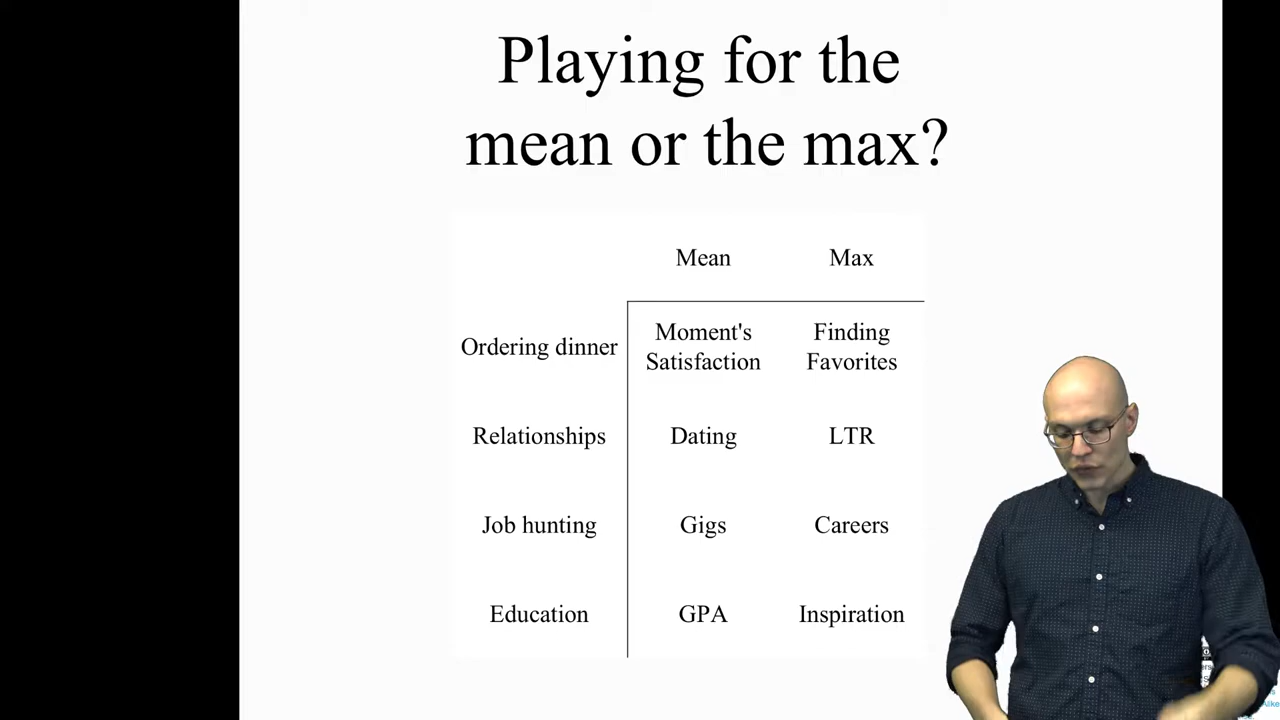 Playing for the
mean or the max?
Mean Max
Ordering dinner Moment's Satisfaction Finding Favorites
Relationships Dating LTR
Job hunting Gigs Careers
Education GPA Inspiration